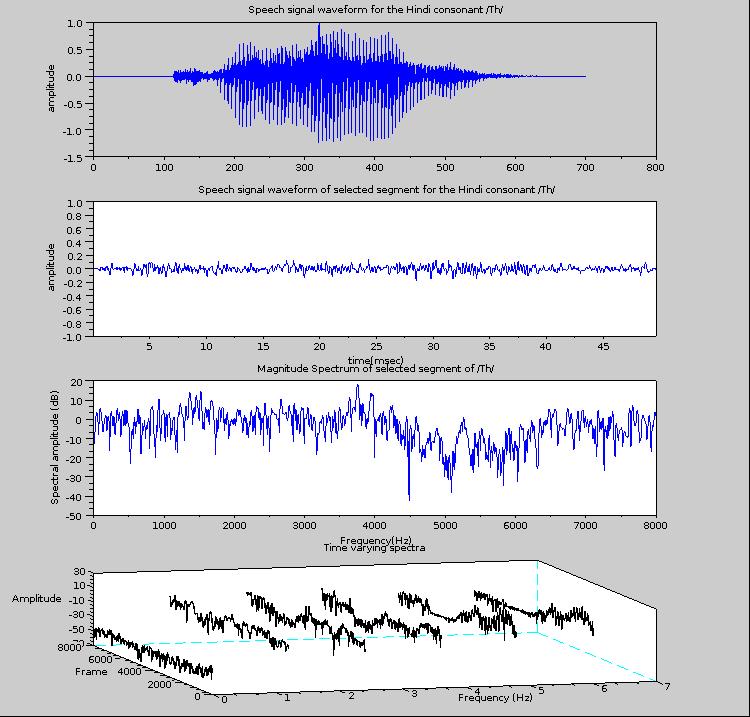 Speech signal waveform for the Hindi consonant /Th/
1.0
0.5
0.0
-0.5
-1.0
-1.5
amplitude
0 100 200 300 400 500 600 700 800
Speech signal waveform of selected segment for the Hindi consonant /Th/
1.0
0.8
0.6
0.4
0.2
0.0
-0.2
-0.4
-0.6
-0.8
-1.0
amplitude
5 10 15 20 25 30 35 40 45
time(msec)
Magnitude Spectrum of selected segment of /Th/
20
10
0
-10
-20
-30
-40
-50
Spectral amplitude (dB)
0 1000 2000 3000 4000 5000 6000 7000 8000
Frequency(Hz)
Time varying spectra
30
10
-10
-30
-50
Amplitude
8000
6000
4000
2000
0
Frame
0 1 2 3 4 5 6 7
Frequency (Hz)